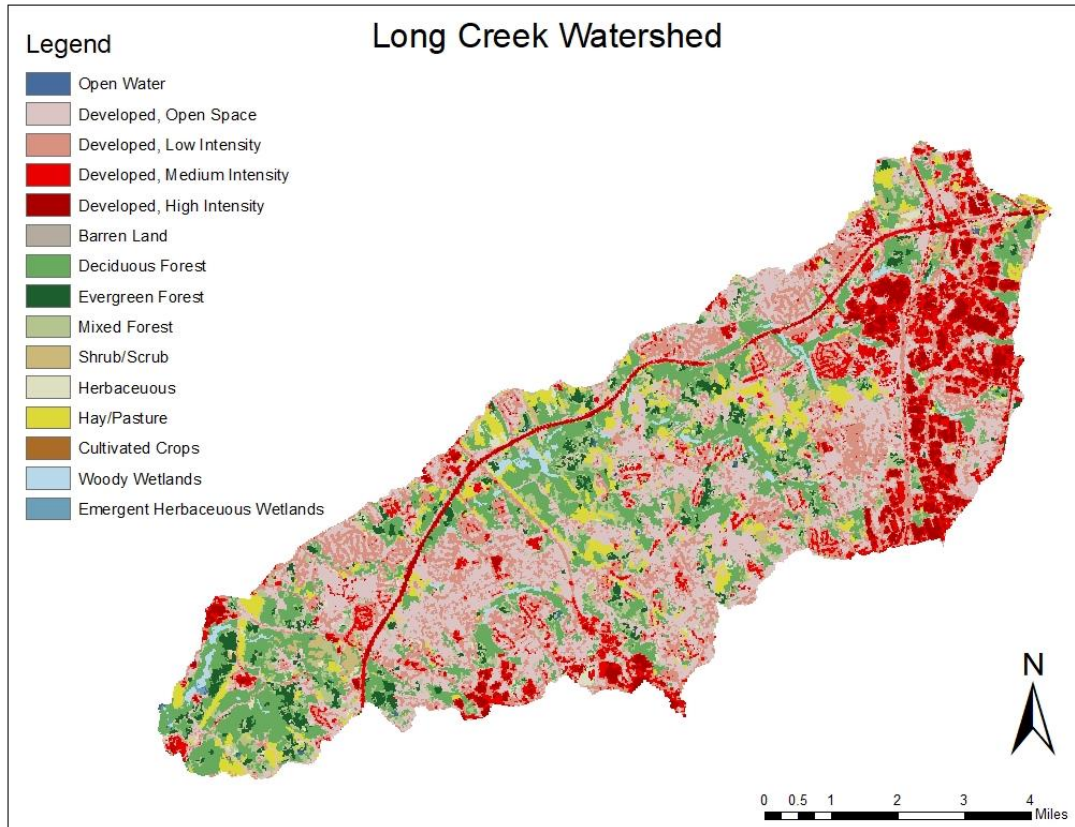 Long Creek Watershed
Legend
Open Water
Developed, Open Space
Developed, Low Intensity
Developed, Medium Intensity
Developed, High Intensity
Barren Land
Deciduous Forest
Evergreen Forest
Mixed Forest
Shrub/Scrub
Herbaceuous
Hay/Pasture
Cultivated Crops
Woody Wetlands
Emergent Herbaceuous Wetlands
N
0 0.5 1 2 3 4
Miles